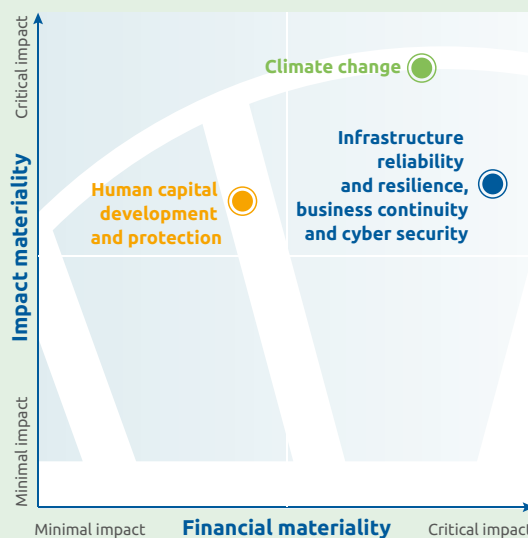 Critical impact
Impact materiality
Minimal impact
Climate change
Infrastructure
reliability
and resilience,
business continuity
and cyber security
Human capital
development
and protection
Minimal impact
Financial materiality
Critical impact